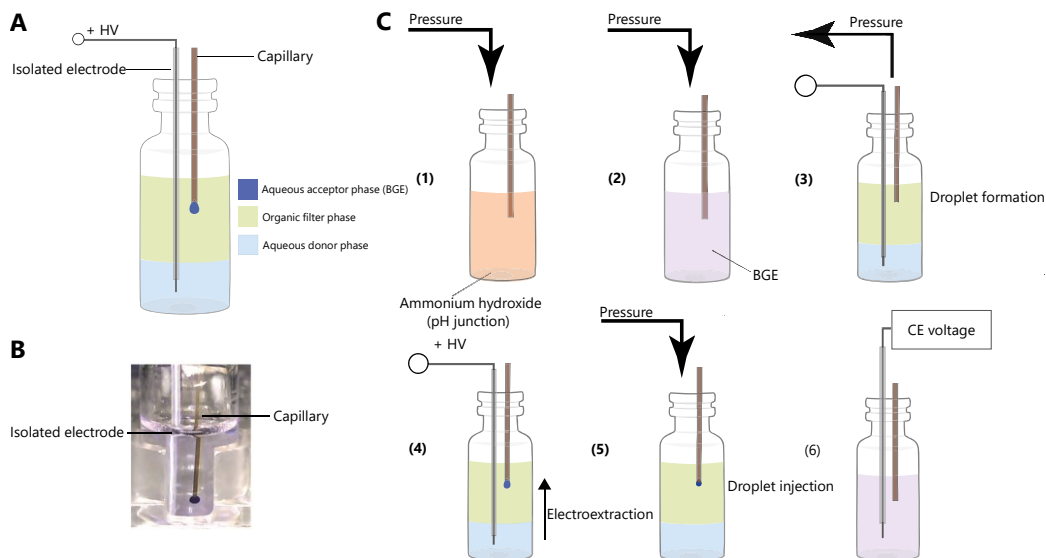 A
+ HV
Isolated electrode
Capillary
Aqueous acceptor phase (BGE)
Organic filter phase
Aqueous donor phase
B
Capillary
Isolated electrode
C
Pressure
(1)
Ammonium hydroxide
(pH junction)
Pressure
(2)
BGE
Pressure
(3)
Droplet formation
+ HV
(4)
Electroextraction
Pressure
(5)
Droplet injection
CE voltage
(6)